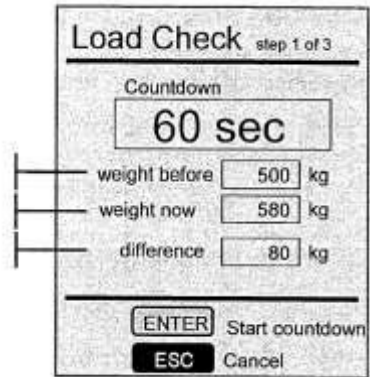 Load Check step 1 of 3
Countdown
60 sec
weight before 500 kg
weight now 580 kg
difference 80 kg
ENTER Start countdown
ESC Cancel